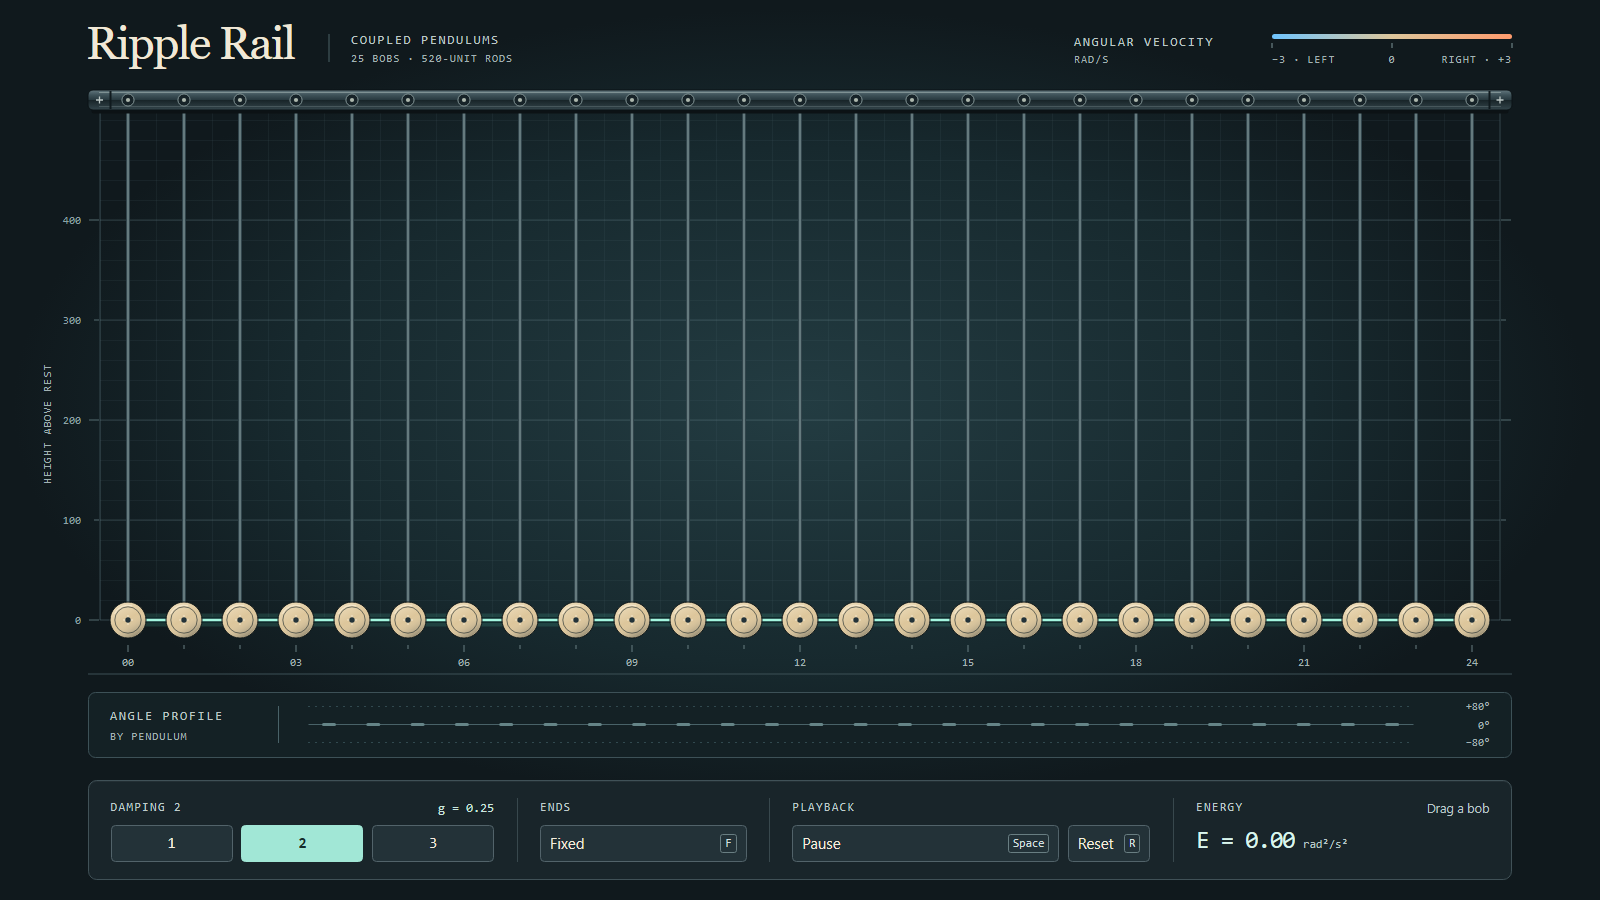 Ripple Rail
COUPLED PENDULUMS
25 BOBS · 520-UNIT RODS
ANGULAR VELOCITY
RAD/S
−3 · LEFT 0 RIGHT · +3
400
300
200
100
0
HEIGHT ABOVE REST
00 03 06 09 12 15 18 21 24
ANGLE PROFILE
BY PENDULUM
+80°
0°
−80°
DAMPING 2 g = 0.25
1 2 3
ENDS
Fixed F
PLAYBACK
Pause Space Reset R
ENERGY Drag a bob
E = 0.00 rad²/s²